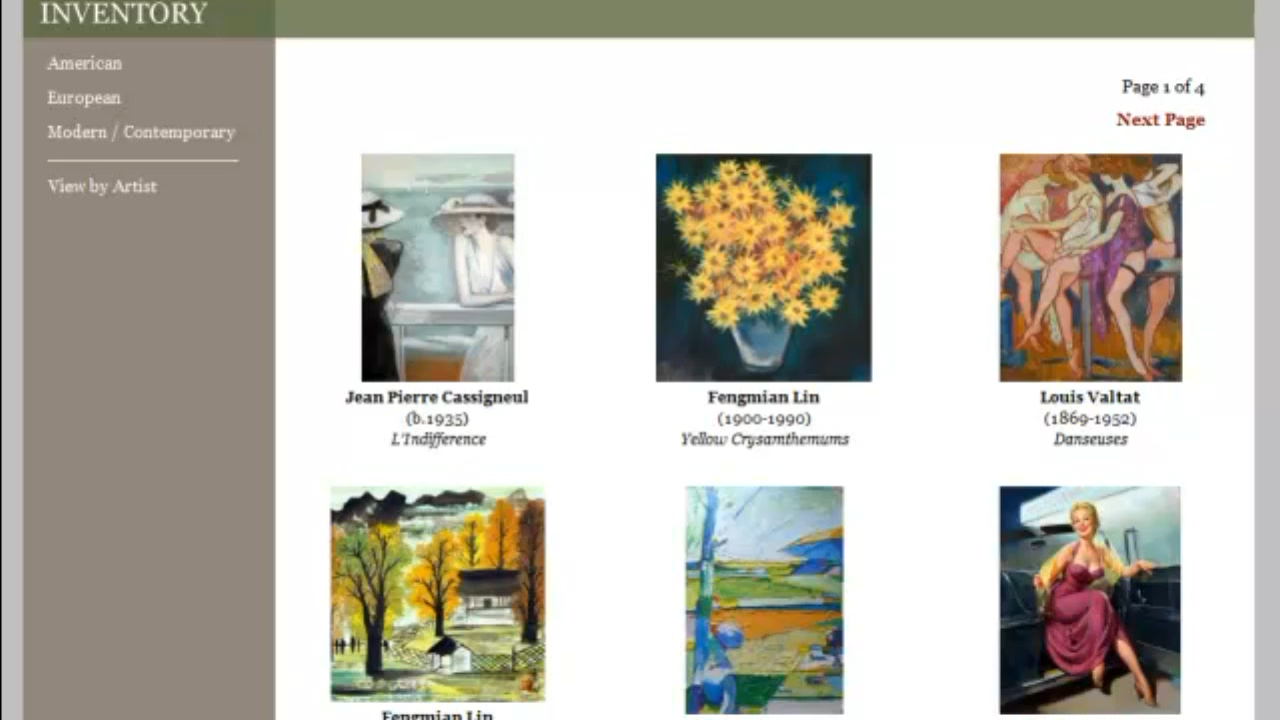 INVENTORY
American
European
Modern / Contemporary
View by Artist
Page 1 of 4
Next Page
Jean Pierre Cassigneul
(b.1935)
L'Indifference
Fengmian Lin
(1900-1990)
Yellow Crysamthemums
Louis Valtat
(1869-1952)
Danseuses
Fengmian Lin